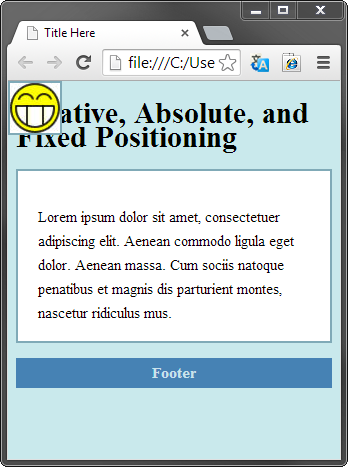 Title Here
file:///C:/Use
ative, Absolute, and
Fixed Positioning
Lorem ipsum dolor sit amet, consectetuer
adipiscing elit. Aenean commodo ligula eget
dolor. Aenean massa. Cum sociis natoque
penatibus et magnis dis parturient montes,
nascetur ridiculus mus.
Footer